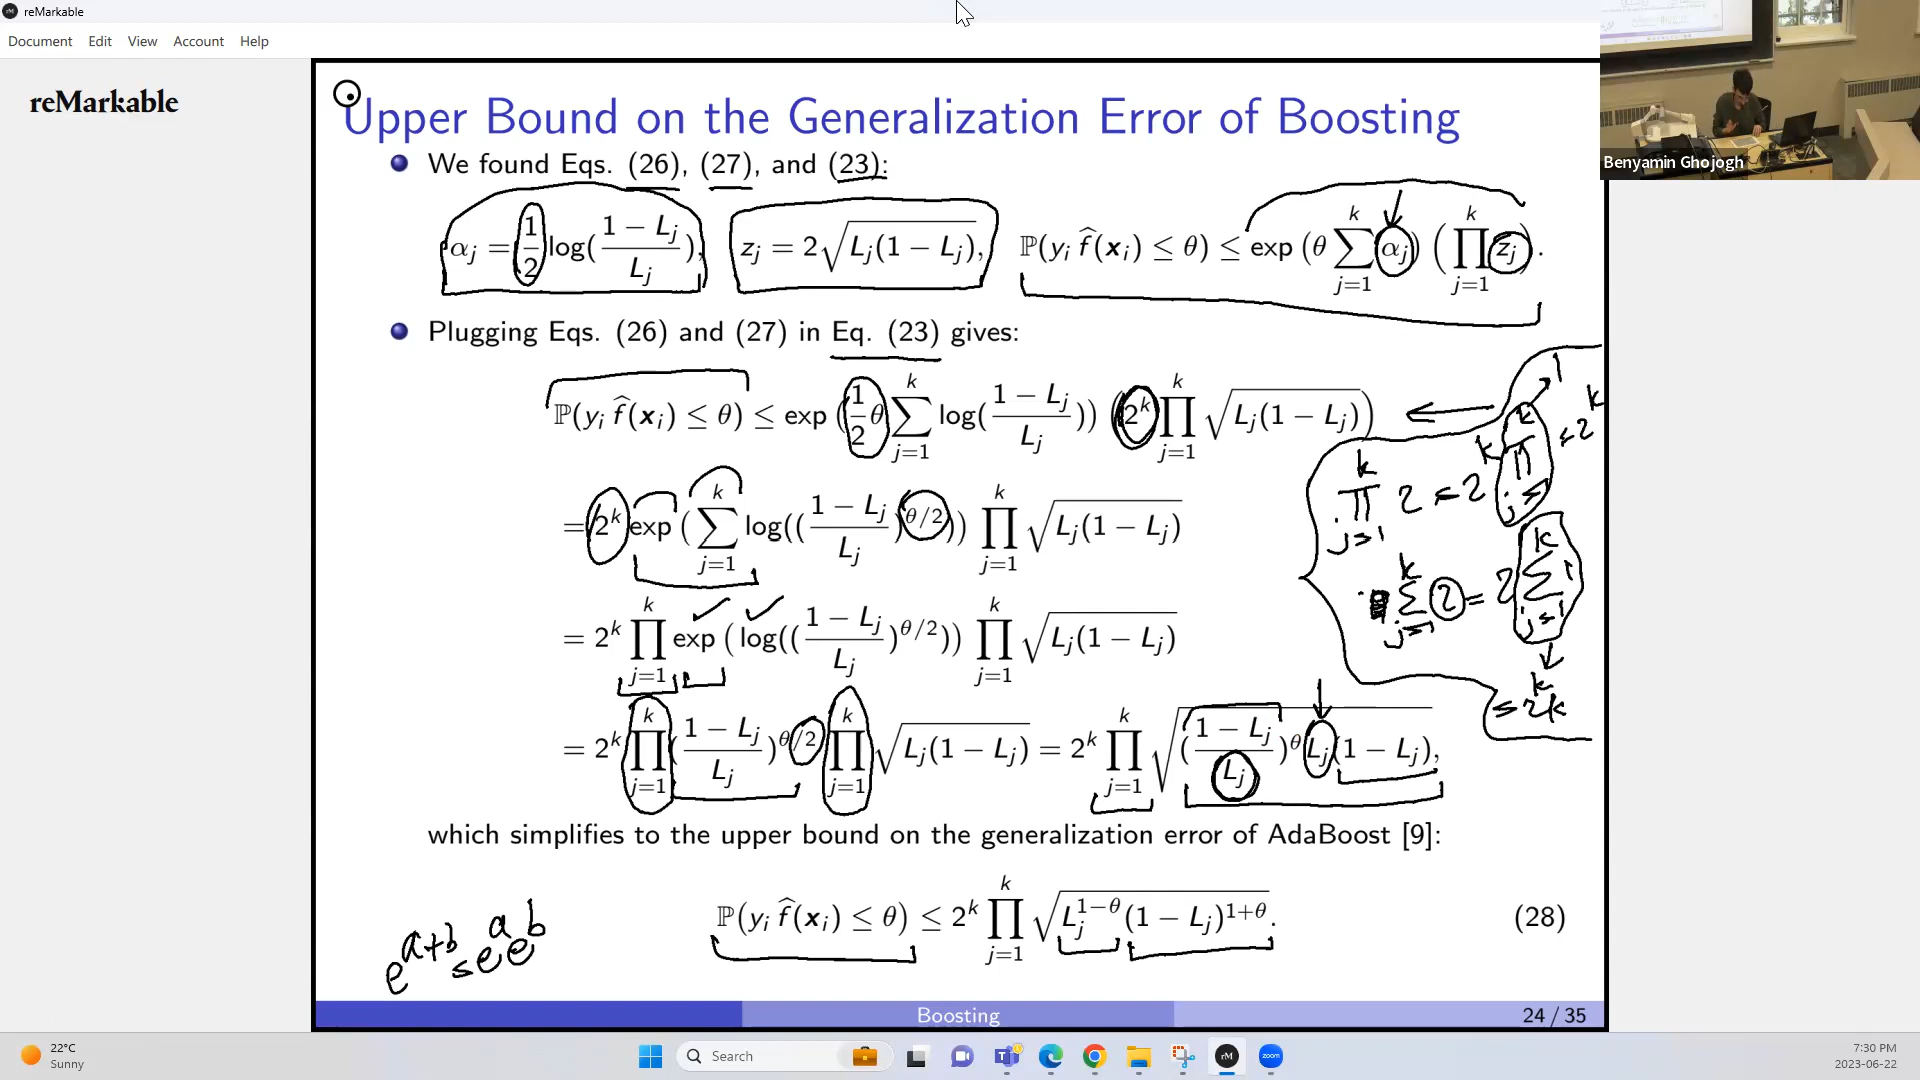 reMarkable
Document Edit View Account Help
reMarkable
Benyamin Ghojogh
Upper Bound on the Generalization Error of Boosting
We found Eqs. (26), (27), and (23):
α_j = 1/2 log((1 − L_j)/L_j), z_j = 2√(L_j(1 − L_j)), ℙ(y_i f̂(x_i) ≤ θ) ≤ exp(θ ∑_{j=1}^{k} α_j) (∏_{j=1}^{k} z_j).
Plugging Eqs. (26) and (27) in Eq. (23) gives:
ℙ(y_i f̂(x_i) ≤ θ) ≤ exp(1/2 θ ∑_{j=1}^{k} log((1 − L_j)/L_j)) (2^k ∏_{j=1}^{k} √(L_j(1 − L_j)))
= 2^k exp(∑_{j=1}^{k} log(((1 − L_j)/L_j)^{θ/2})) ∏_{j=1}^{k} √(L_j(1 − L_j))
= 2^k ∏_{j=1}^{k} exp(log(((1 − L_j)/L_j)^{θ/2})) ∏_{j=1}^{k} √(L_j(1 − L_j))
= 2^k ∏_{j=1}^{k} ((1 − L_j)/L_j)^{θ/2} ∏_{j=1}^{k} √(L_j(1 − L_j)) = 2^k ∏_{j=1}^{k} √(((1 − L_j)/L_j)^θ L_j(1 − L_j)),
∏_{j=1}^{k} 2 = 2^k
∑_{j=1}^{k} 2 = 2 ∑_{j=1}^{k} 1
= 2k
which simplifies to the upper bound on the generalization error of AdaBoost [9]:
ℙ(y_i f̂(x_i) ≤ θ) ≤ 2^k ∏_{j=1}^{k} √(L_j^{1−θ}(1 − L_j)^{1+θ}). (28)
e^{a+b} = e^a e^b
Boosting
24 / 35
22°C
Sunny
Search
7:30 PM
2023-06-22